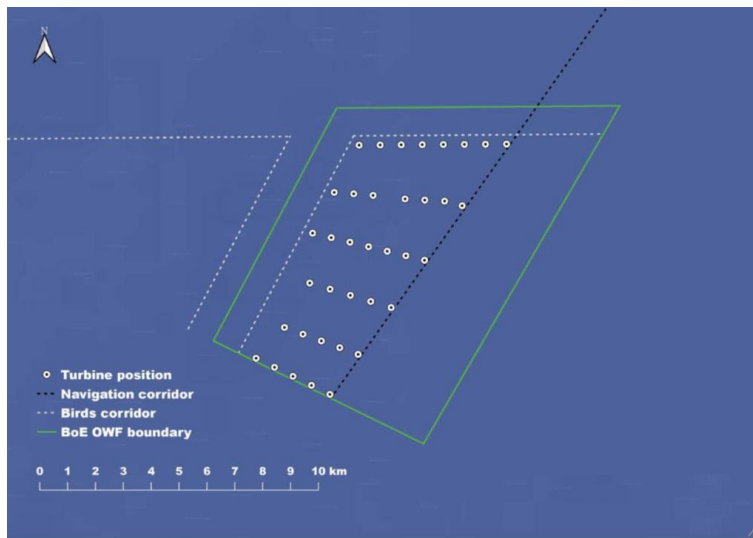 N
Turbine position
Navigation corridor
Birds corridor
BoE OWF boundary
0 1 2 3 4 5 6 7 8 9 10 km